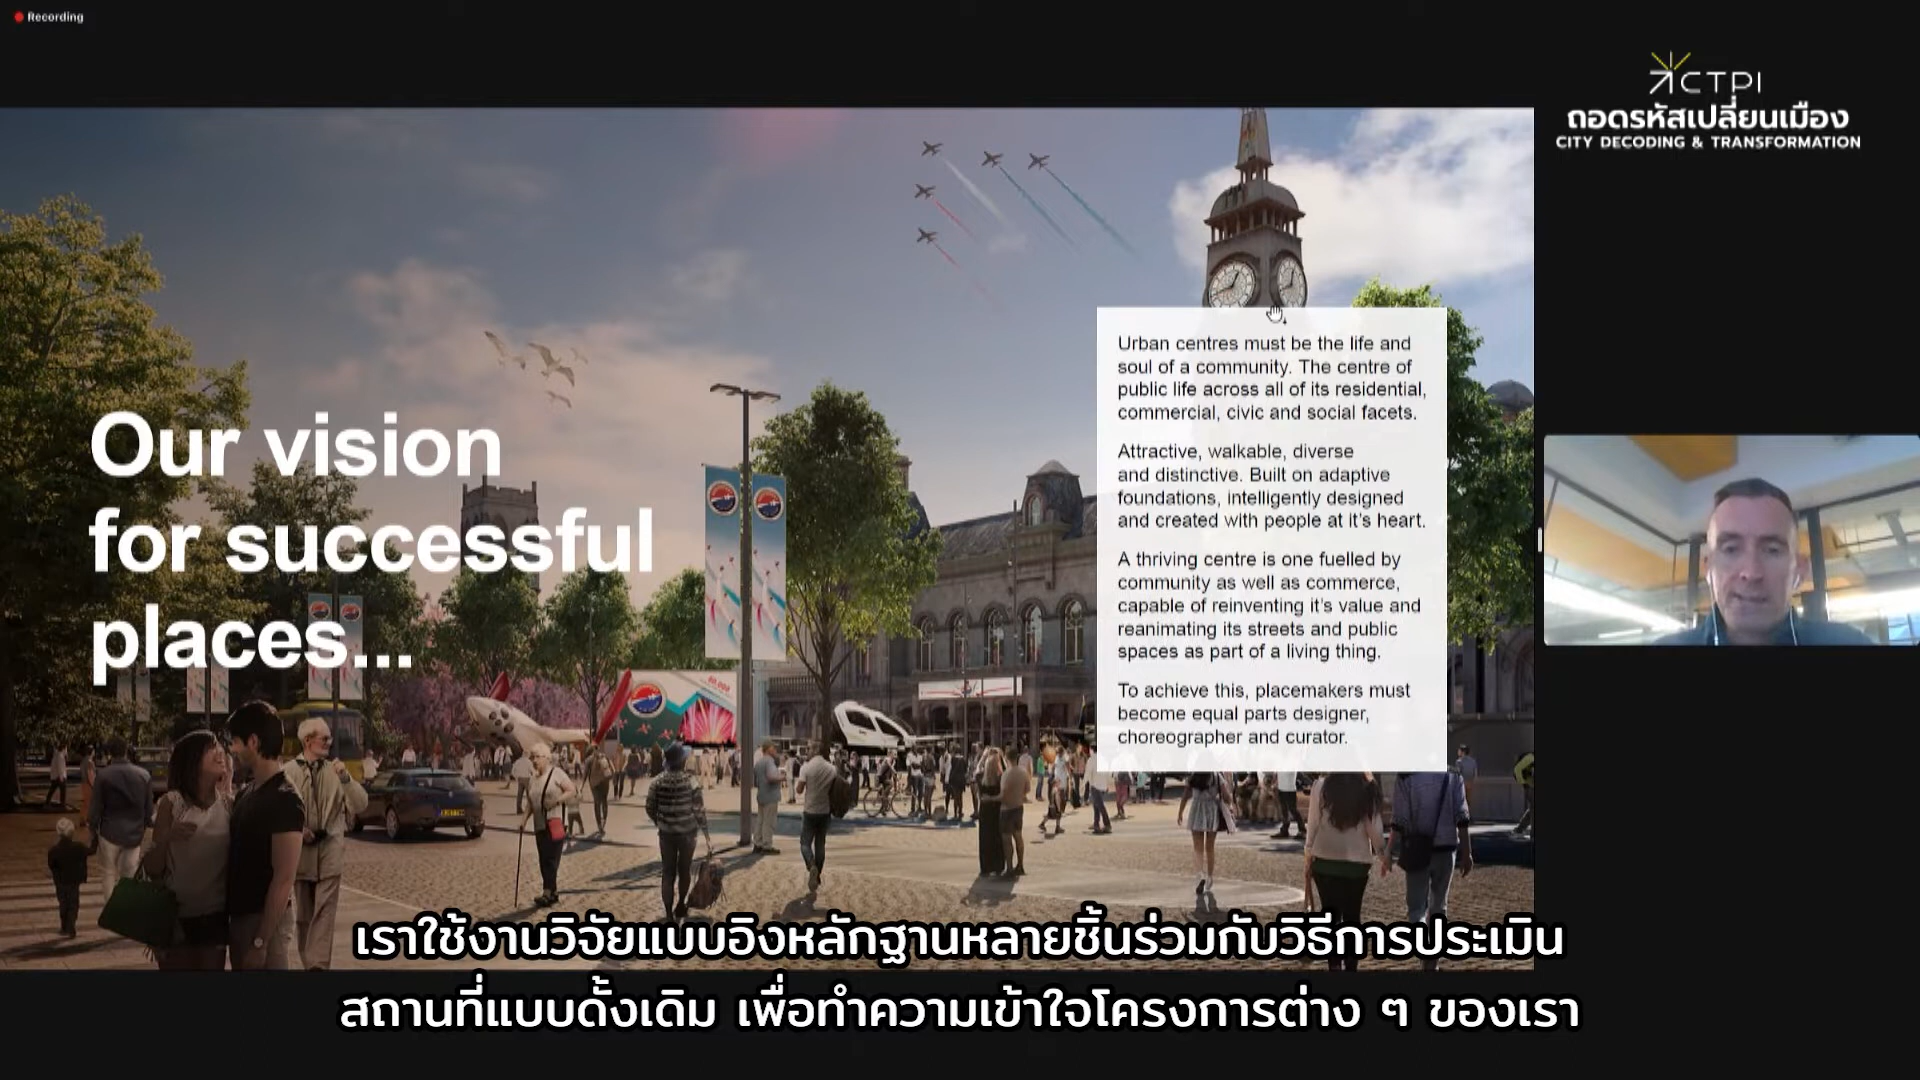 Recording
ACTPI
ถอดรหัสเปลี่ยนเมือง
CITY DECODING & TRANSFORMATION
Our vision
for successful
places...
Urban centres must be the life and
soul of a community. The centre of
public life across all of its residential,
commercial, civic and social facets.
Attractive, walkable, diverse
and distinctive. Built on adaptive
foundations, intelligently designed
and created with people at it's heart.
A thriving centre is one fuelled by
community as well as commerce,
capable of reinventing it's value and
reanimating its streets and public
spaces as part of a living thing.
To achieve this, placemakers must
become equal parts designer,
choreographer and curator.
เราใช้งานวิจัยแบบอิงหลักฐานหลายชิ้นร่วมกับวิธีการประเมิน
สถานที่แบบดั้งเดิม เพื่อทำความเข้าใจโครงการต่าง ๆ ของเรา